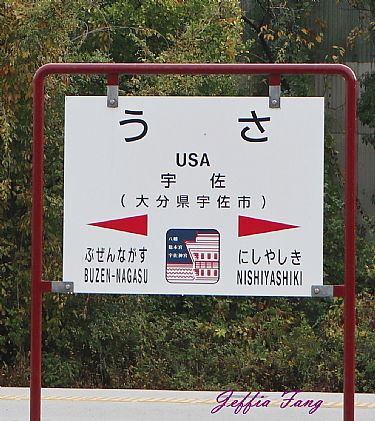 うさ
USA
宇佐
(大分県宇佐市)
ぶぜんながす
BUZEN-NAGASU
八幡
総本宮
宇佐神宮
にしやしき
NISHIYASHIKI
Jeffia Fang